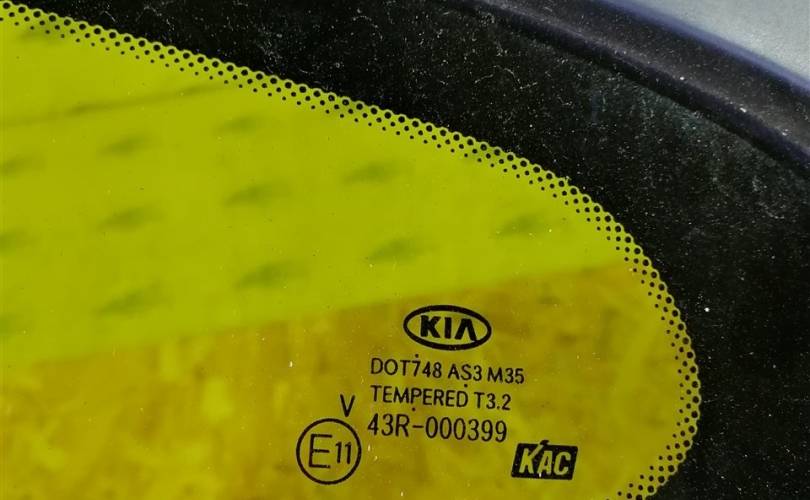 KIA
DOT748 AS3 M35
TEMPERED T3.2
V
43R-000399
E11
KAC